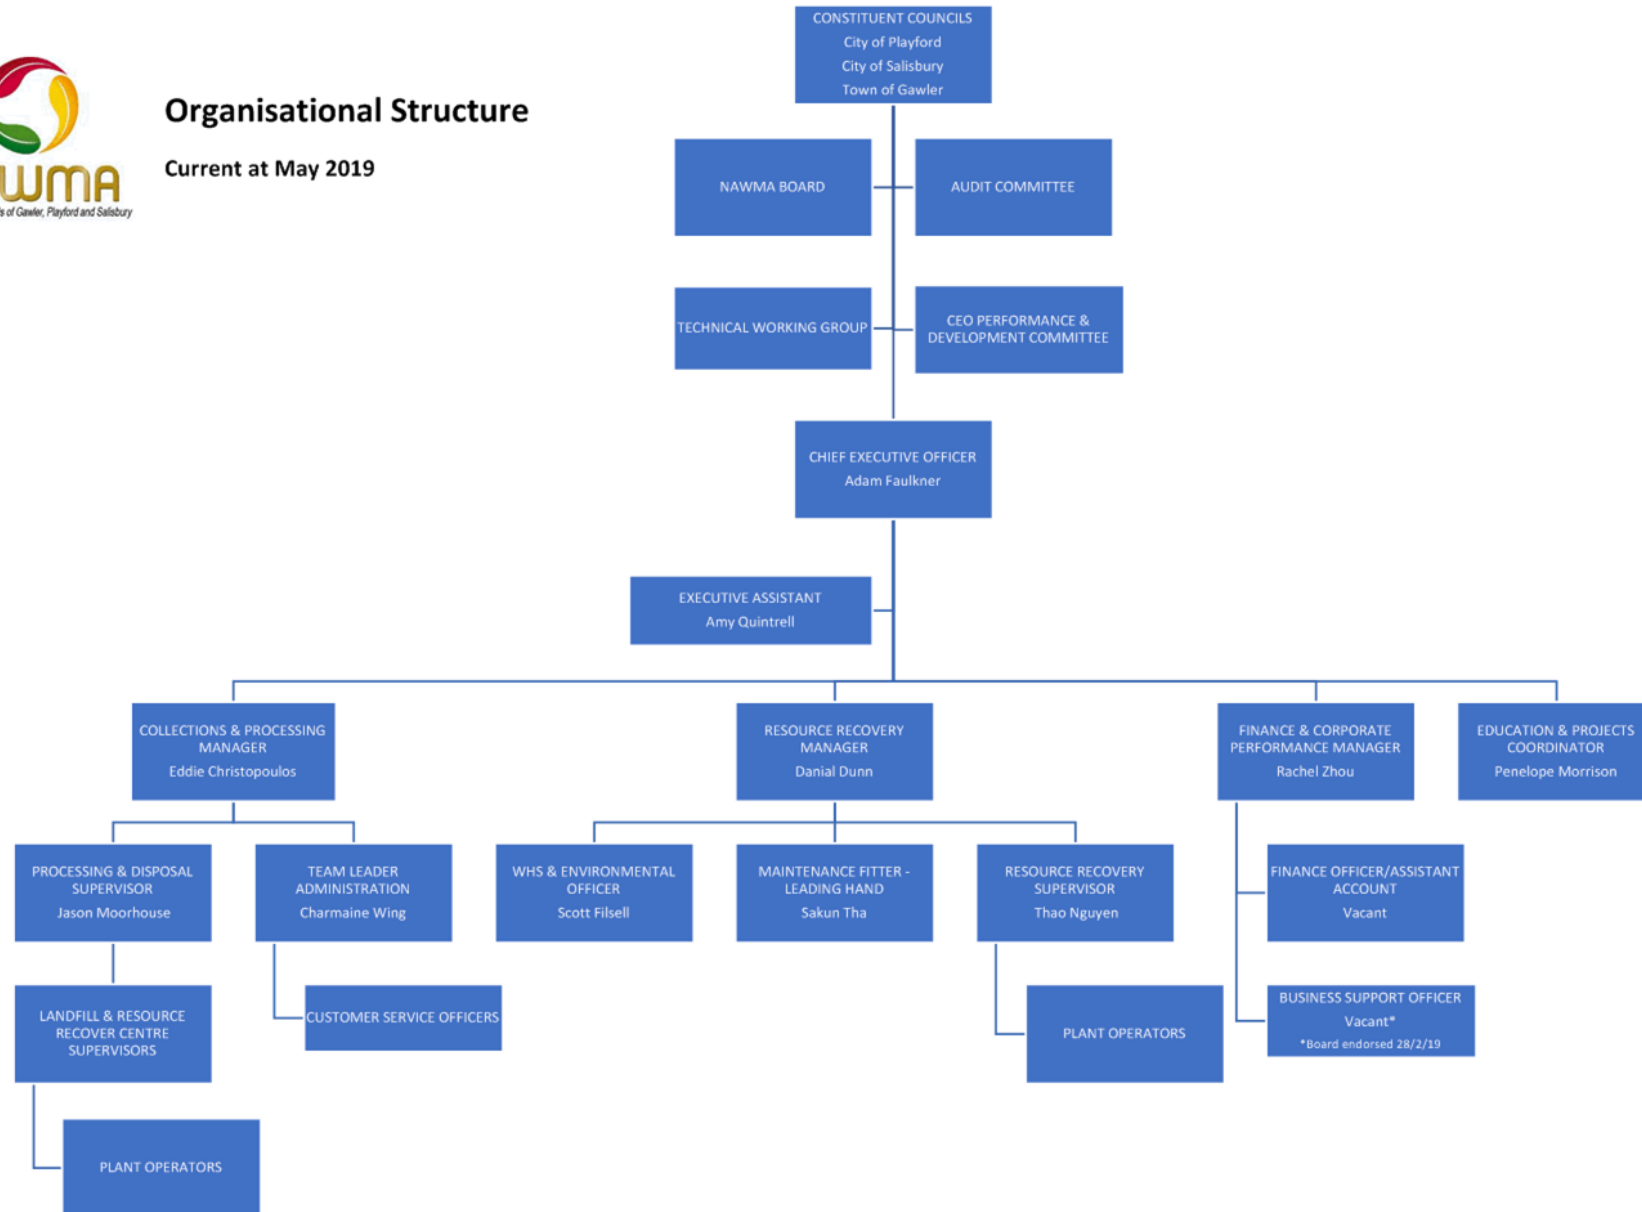 CONSTITUENT COUNCILS
City of Playford
City of Salisbury
Town of Gawler
Organisational Structure
Current at May 2019
WMA
of Gawler, Playford and Salisbury
NAWMA BOARD
AUDIT COMMITTEE
TECHNICAL WORKING GROUP
CEO PERFORMANCE &
DEVELOPMENT COMMITTEE
CHIEF EXECUTIVE OFFICER
Adam Faulkner
EXECUTIVE ASSISTANT
Amy Quintrell
COLLECTIONS & PROCESSING
MANAGER
Eddie Christopoulos
RESOURCE RECOVERY
MANAGER
Danial Dunn
FINANCE & CORPORATE
PERFORMANCE MANAGER
Rachel Zhou
EDUCATION & PROJECTS
COORDINATOR
Penelope Morrison
PROCESSING & DISPOSAL
SUPERVISOR
Jason Moorhouse
TEAM LEADER
ADMINISTRATION
Charmaine Wing
WHS & ENVIRONMENTAL
OFFICER
Scott Filsell
MAINTENANCE FITTER -
LEADING HAND
Sakun Tha
RESOURCE RECOVERY
SUPERVISOR
Thao Nguyen
FINANCE OFFICER/ASSISTANT
ACCOUNT
Vacant
LANDFILL & RESOURCE
RECOVER CENTRE
SUPERVISORS
CUSTOMER SERVICE OFFICERS
PLANT OPERATORS
BUSINESS SUPPORT OFFICER
Vacant*
*Board endorsed 28/2/19
PLANT OPERATORS